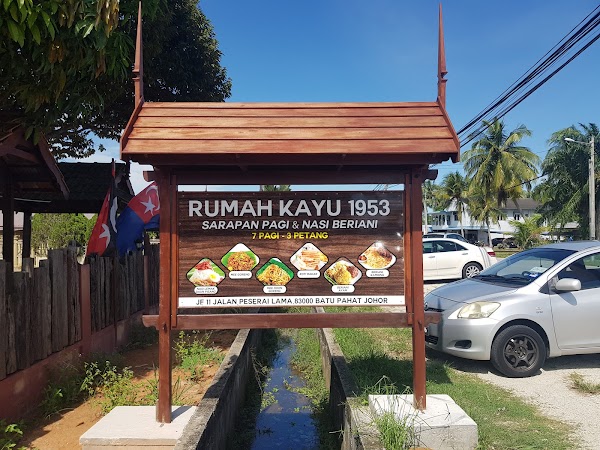 RUMAH KAYU 1953
SARAPAN PAGI & NASI BERIANI
7 PAGI - 3 PETANG
JF 11 JALAN PESERAI LAMA, 83000 BATU PAHAT JOHOR